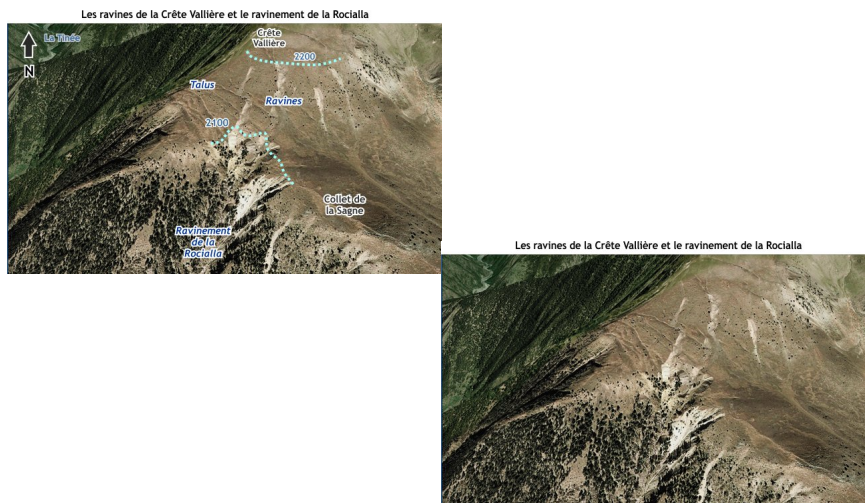 Les ravines de la Crête Vallière et le ravinement de la Rocialla
La Tinée
N
Crête
Vallière
2200
Talus
Ravines
2100
Collet de
la Sagne
Ravinement
de la
Rocialla
Les ravines de la Crête Vallière et le ravinement de la Rocialla